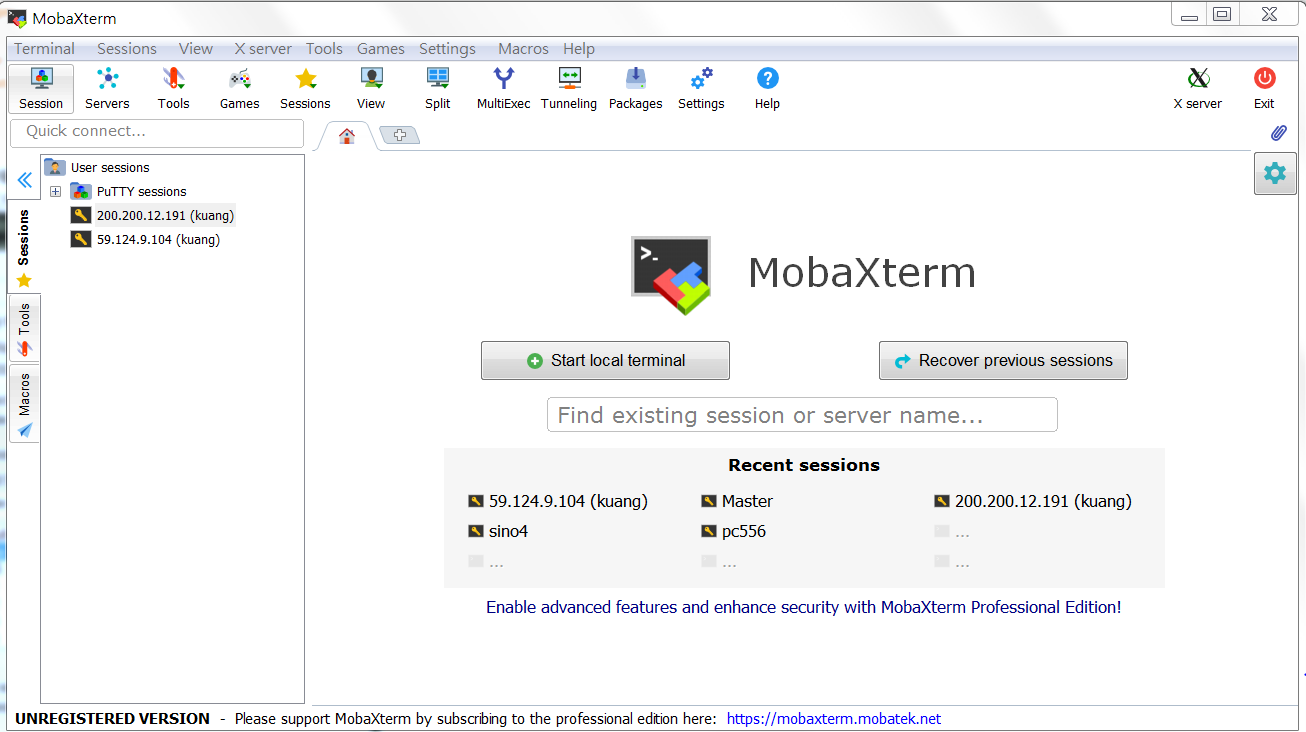 MobaXterm
Terminal Sessions View X server Tools Games Settings Macros Help
Session Servers Tools Games Sessions View Split MultiExec Tunneling Packages Settings Help X server Exit
Quick connect...
User sessions
PuTTY sessions
200.200.12.191 (kuang)
59.124.9.104 (kuang)
Sessions
Tools
Macros
>_
MobaXterm
Start local terminal Recover previous sessions
Find existing session or server name...
Recent sessions
59.124.9.104 (kuang) Master 200.200.12.191 (kuang)
sino4 pc556 ...
... ... ...
Enable advanced features and enhance security with MobaXterm Professional Edition!
UNREGISTERED VERSION - Please support MobaXterm by subscribing to the professional edition here: https://mobaxterm.mobatek.net